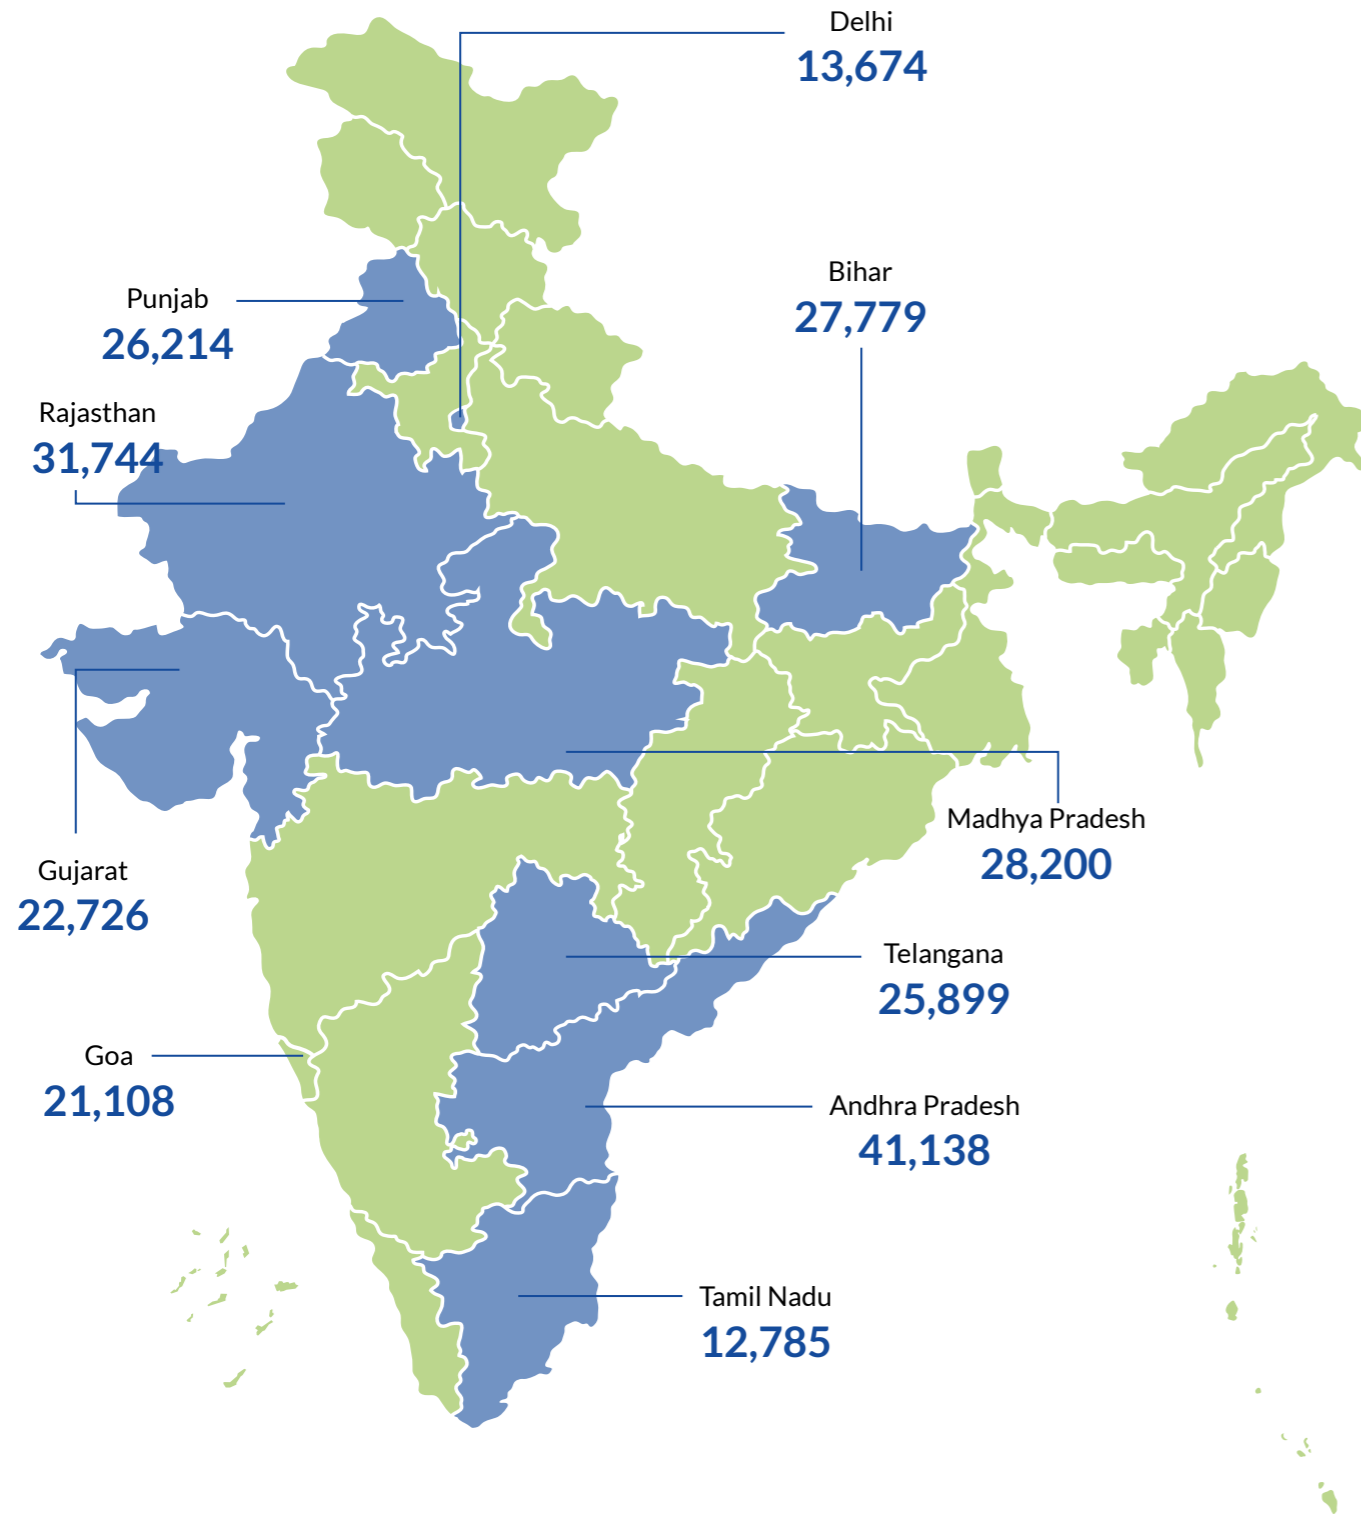 Delhi
13,674
Bihar
27,779
Punjab
26,214
Rajasthan
31,744
Madhya Pradesh
28,200
Gujarat
22,726
Telangana
25,899
Goa
21,108
Andhra Pradesh
41,138
Tamil Nadu
12,785